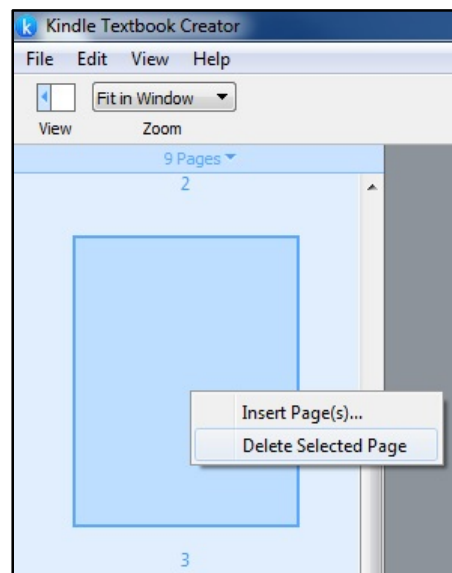 k Kindle Textbook Creator
File Edit View Help
Fit in Window
View Zoom
9 Pages
2
Insert Page(s)...
Delete Selected Page
3